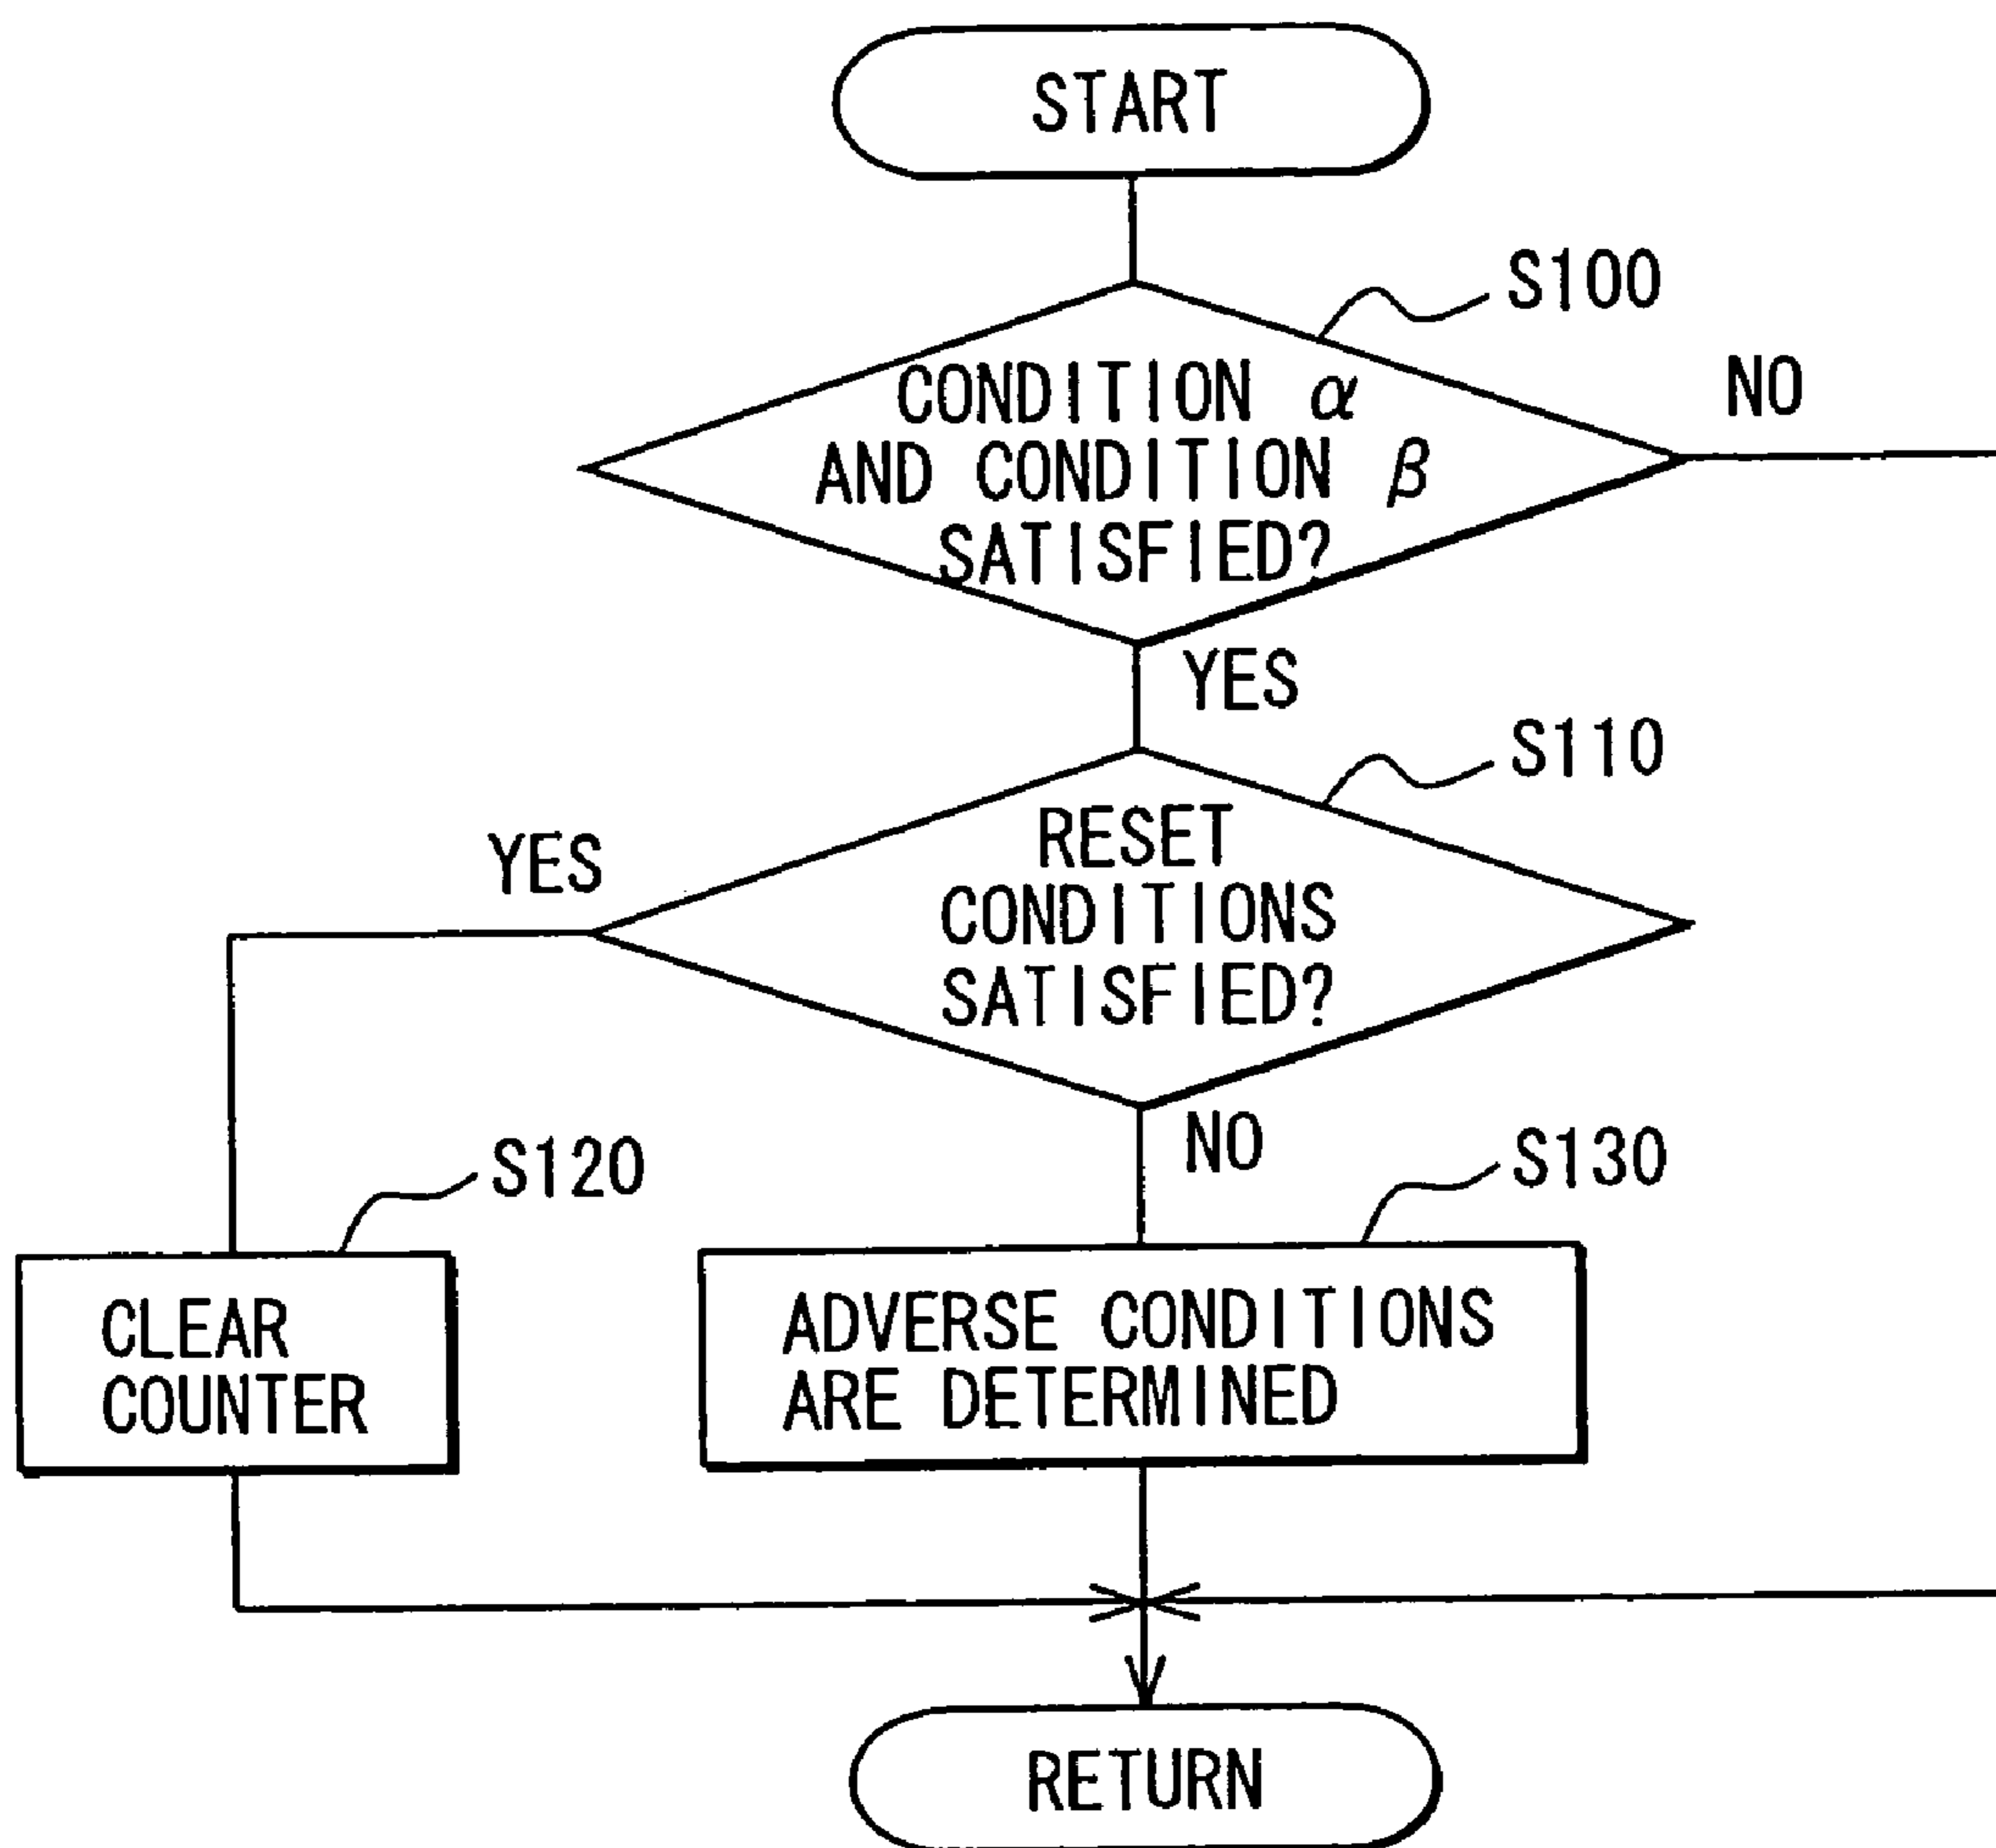 START
S100
CONDITION α
AND CONDITION β
SATISFIED?
NO
YES
S110
RESET
CONDITIONS
SATISFIED?
YES
NO
S120
S130
CLEAR
COUNTER
ADVERSE CONDITIONS
ARE DETERMINED
RETURN